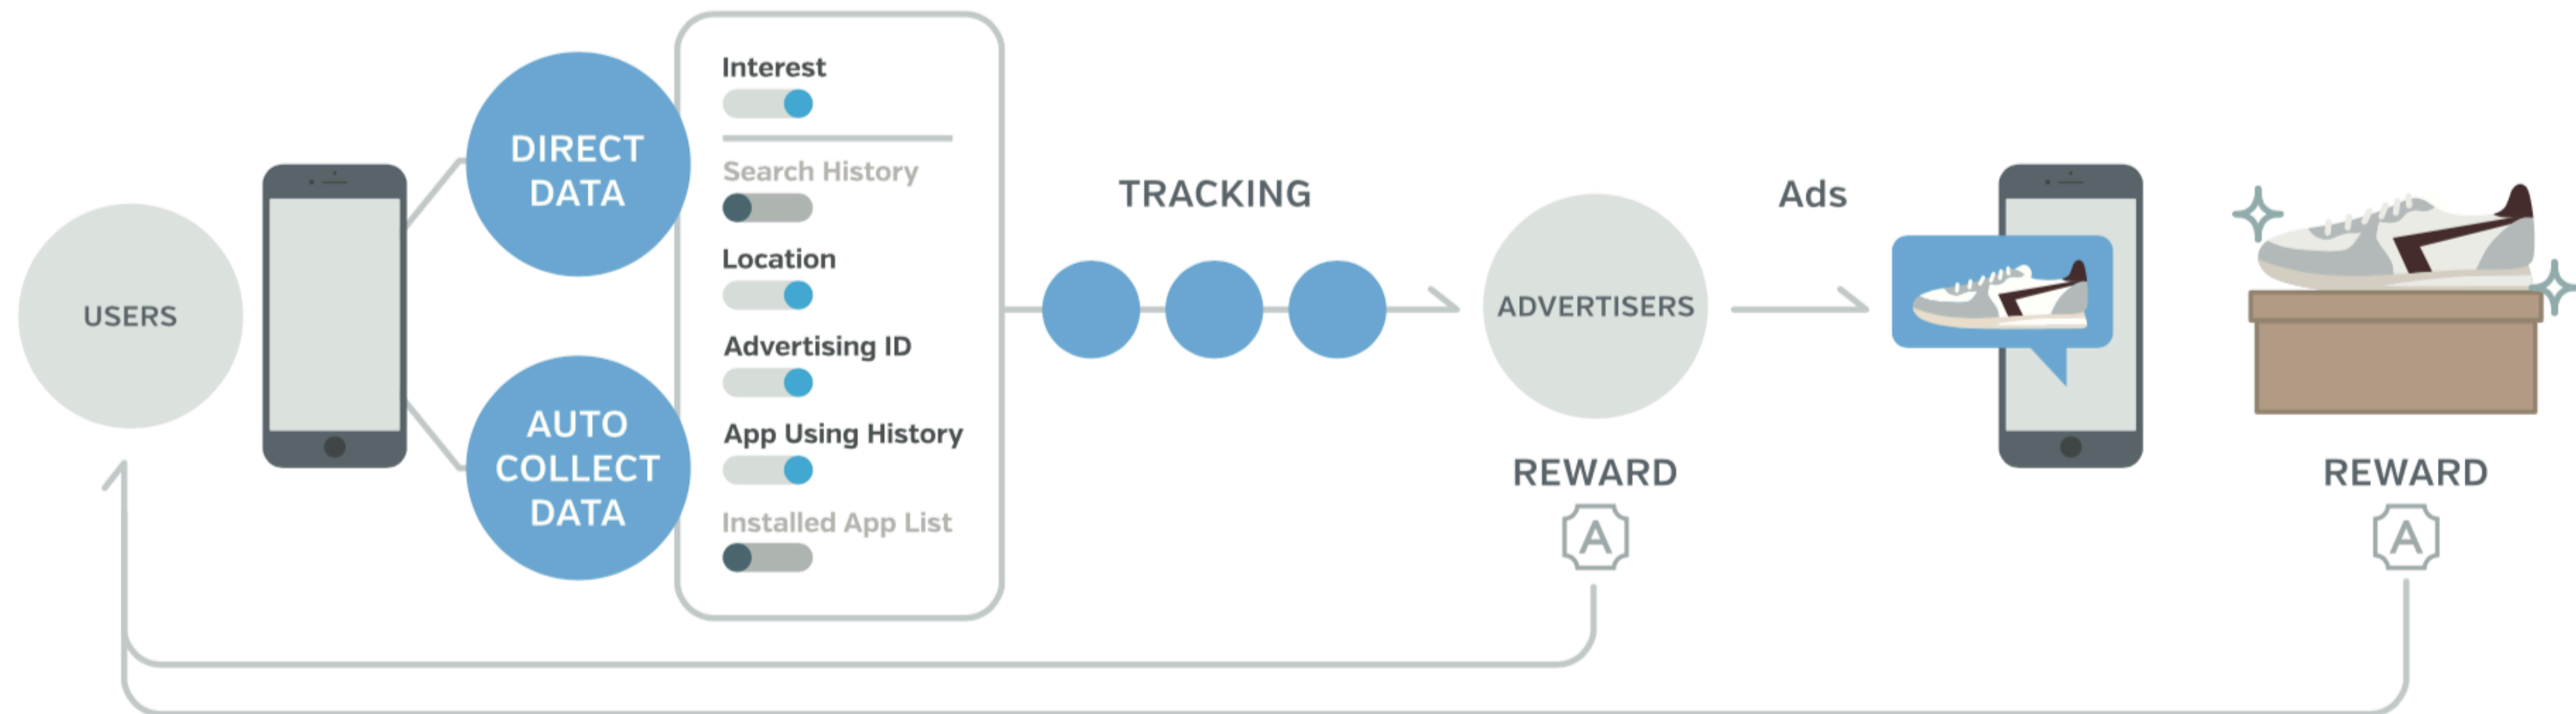 USERS
DIRECT
DATA
AUTO
COLLECT
DATA
Interest
Search History
Location
Advertising ID
App Using History
Installed App List
TRACKING
ADVERTISERS
REWARD
A
Ads
REWARD
A